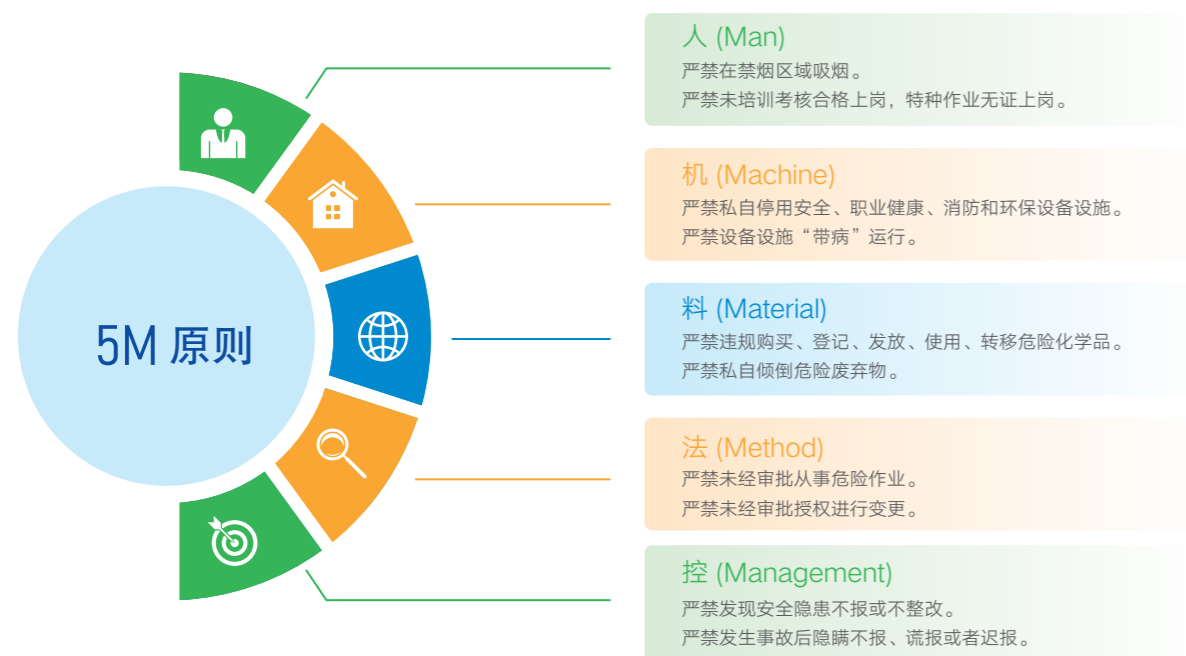 5M 原则
人 (Man)
严禁在禁烟区域吸烟。
严禁未培训考核合格上岗，特种作业无证上岗。
机 (Machine)
严禁私自停用安全、职业健康、消防和环保设备设施。
严禁设备设施“带病”运行。
料 (Material)
严禁违规购买、登记、发放、使用、转移危险化学品。
严禁私自倾倒危险废弃物。
法 (Method)
严禁未经审批从事危险作业。
严禁未经审批授权进行变更。
控 (Management)
严禁发现安全隐患不报或不整改。
严禁发生事故后隐瞒不报、谎报或者迟报。